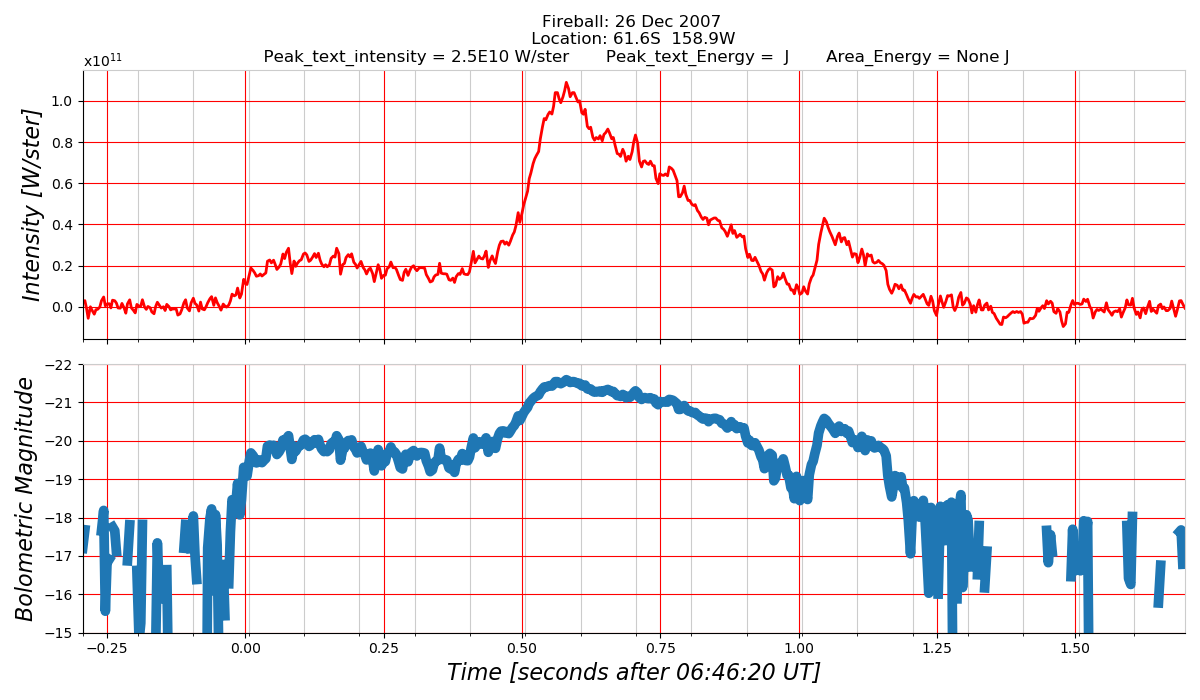 Fireball: 26 Dec 2007
Location: 61.6S  158.9W
Peak_text_intensity = 2.5E10 W/ster       Peak_text_Energy =  J       Area_Energy = None J
x10¹¹
1.0
0.8
0.6
0.4
0.2
0.0
Intensity [W/ster]
−22
−21
−20
−19
−18
−17
−16
−15
Bolometric Magnitude
−0.25 0.00 0.25 0.50 0.75 1.00 1.25 1.50
Time [seconds after 06:46:20 UT]